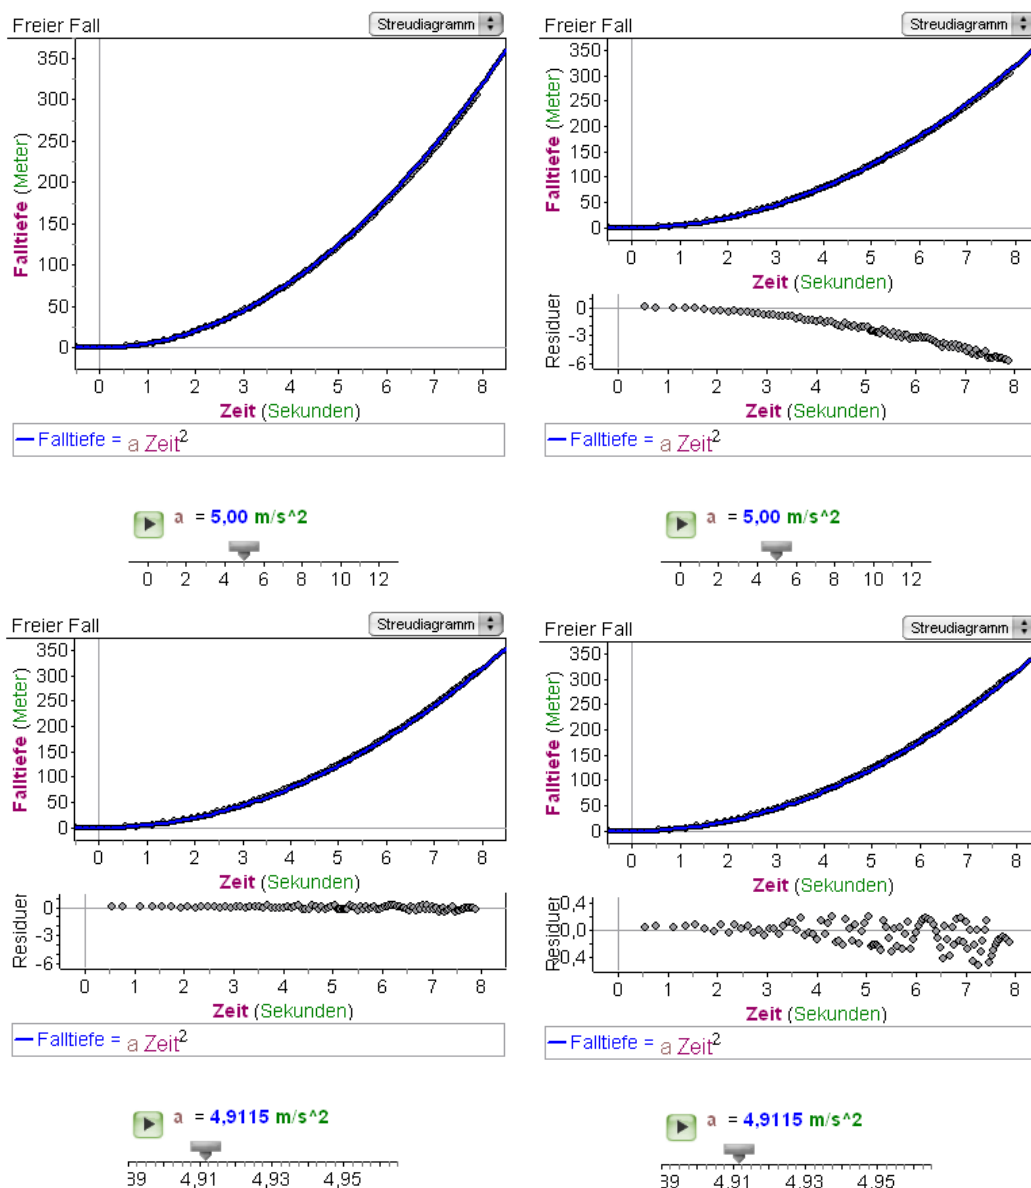 Freier Fall Streudiagramm
350
300
250
200
150
100
50
0
Falltiefe (Meter)
0 1 2 3 4 5 6 7 8
Zeit (Sekunden)
Falltiefe = a Zeit²
a = 5,00 m/s^2
0 2 4 6 8 10 12
Freier Fall Streudiagramm
350
300
250
200
150
100
50
0
Falltiefe (Meter)
0 1 2 3 4 5 6 7 8
Zeit (Sekunden)
0
-3
-6
Residuer
0 1 2 3 4 5 6 7 8
Zeit (Sekunden)
Falltiefe = a Zeit²
a = 5,00 m/s^2
0 2 4 6 8 10 12
Freier Fall Streudiagramm
350
300
250
200
150
100
50
0
Falltiefe (Meter)
0 1 2 3 4 5 6 7 8
0
-3
-6
Residuer
0 1 2 3 4 5 6 7 8
Zeit (Sekunden)
Falltiefe = a Zeit²
a = 4,9115 m/s^2
39 4,91 4,93 4,95
Freier Fall Streudiagramm
350
300
250
200
150
100
50
0
Falltiefe (Meter)
0 1 2 3 4 5 6 7 8
0,4
0,0
0,4
Residuer
0 1 2 3 4 5 6 7 8
Zeit (Sekunden)
Falltiefe = a Zeit²
a = 4,9115 m/s^2
39 4,91 4,93 4,95